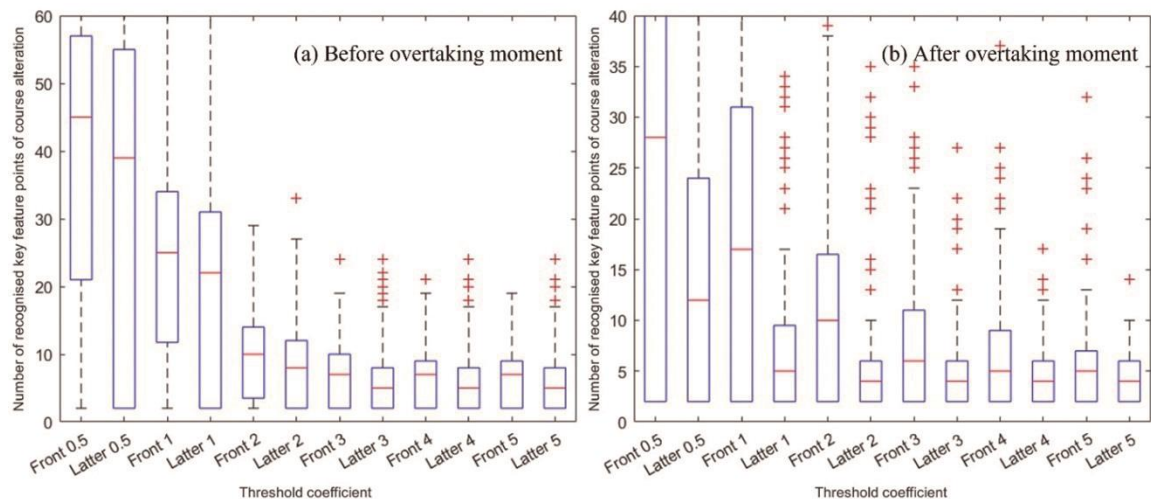 (a) Before overtaking moment
Number of recognised key feature points of course alteration
60
50
40
30
20
10
0
Front 0.5
Latter 0.5
Front 1
Latter 1
Front 2
Latter 2
Front 3
Latter 3
Front 4
Latter 4
Front 5
Latter 5
Threshold coefficient
(b) After overtaking moment
Number of recognised key feature points of course alteration
40
35
30
25
20
15
10
5
0
Front 0.5
Latter 0.5
Front 1
Latter 1
Front 2
Latter 2
Front 3
Latter 3
Front 4
Latter 4
Front 5
Latter 5
Threshold coefficient